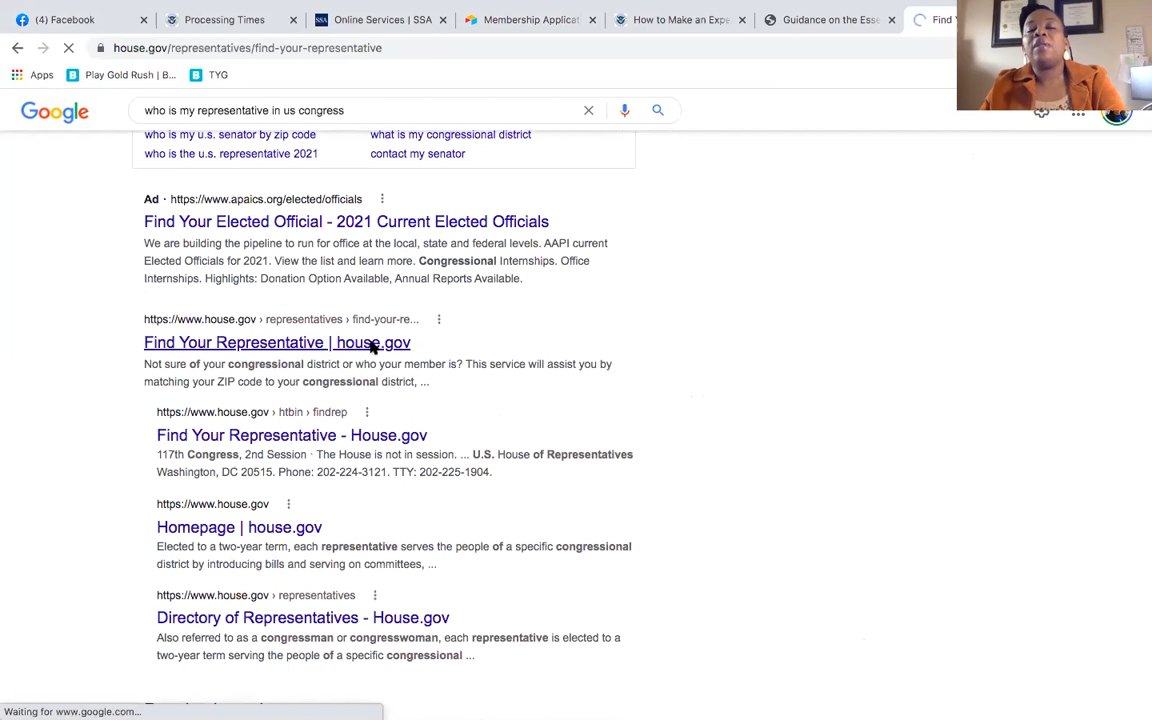 (4) Facebook
Processing Times
Online Services | SSA
Membership Applicat
How to Make an Expe
Guidance on the Esse
Find
house.gov/representatives/find-your-representative
Apps
Play Gold Rush | B...
TYG
Google
who is my representative in us congress
who is my u.s. senator by zip code
what is my congressional district
who is the u.s. representative 2021
contact my senator
Ad · https://www.apaics.org/elected/officials
Find Your Elected Official - 2021 Current Elected Officials
We are building the pipeline to run for office at the local, state and federal levels. AAPI current
Elected Officials for 2021. View the list and learn more. Congressional Internships. Office
Internships. Highlights: Donation Option Available, Annual Reports Available.
https://www.house.gov › representatives › find-your-re...
Find Your Representative | house.gov
Not sure of your congressional district or who your member is? This service will assist you by
matching your ZIP code to your congressional district, ...
https://www.house.gov › htbin › findrep
Find Your Representative - House.gov
117th Congress, 2nd Session · The House is not in session. ... U.S. House of Representatives
Washington, DC 20515. Phone: 202-224-3121. TTY: 202-225-1904.
https://www.house.gov
Homepage | house.gov
Elected to a two-year term, each representative serves the people of a specific congressional
district by introducing bills and serving on committees, ...
https://www.house.gov › representatives
Directory of Representatives - House.gov
Also referred to as a congressman or congresswoman, each representative is elected to a
two-year term serving the people of a specific congressional ...
Waiting for www.google.com...